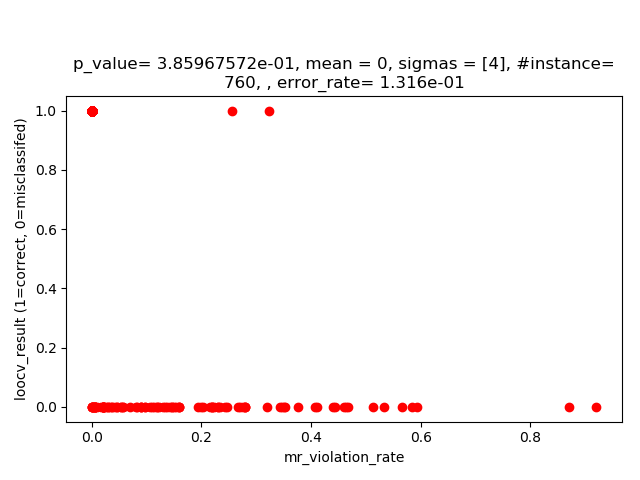 p_value= 3.85967572e-01, mean = 0, sigmas = [4], #instance=
760, , error_rate= 1.316e-01
1.0
0.8
0.6
0.4
0.2
0.0
loocv_result (1=correct, 0=misclassifed)
0.0 0.2 0.4 0.6 0.8
mr_violation_rate